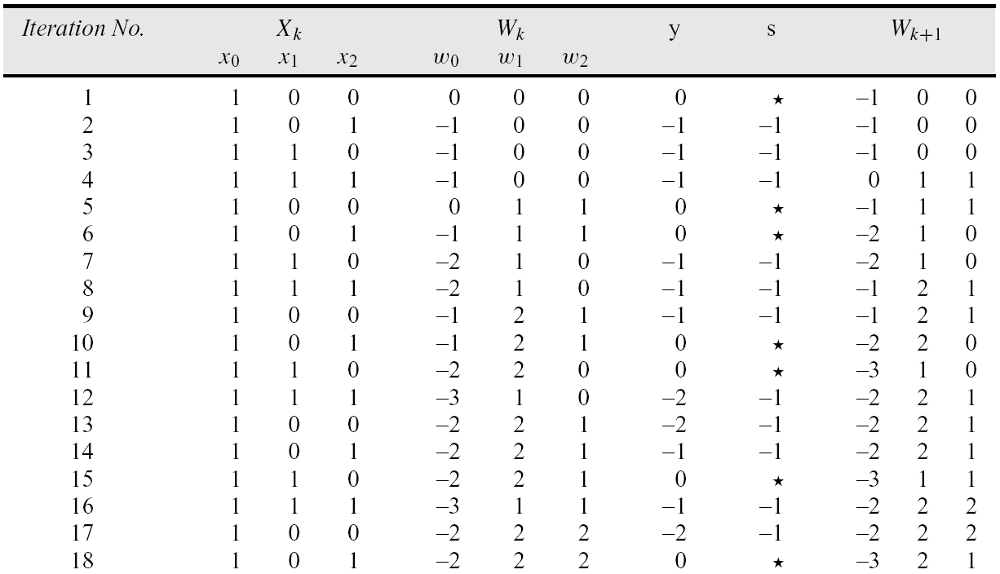 Iteration No. X_k W_k y s W_{k+1}
x_0 x_1 x_2 w_0 w_1 w_2
1 1 0 0 0 0 0 0 ⋆ –1 0 0
2 1 0 1 –1 0 0 –1 –1 –1 0 0
3 1 1 0 –1 0 0 –1 –1 –1 0 0
4 1 1 1 –1 0 0 –1 –1 0 1 1
5 1 0 0 0 1 1 0 ⋆ –1 1 1
6 1 0 1 –1 1 1 0 ⋆ –2 1 0
7 1 1 0 –2 1 0 –1 –1 –2 1 0
8 1 1 1 –2 1 0 –1 –1 –1 2 1
9 1 0 0 –1 2 1 –1 –1 –1 2 1
10 1 0 1 –1 2 1 0 ⋆ –2 2 0
11 1 1 0 –2 2 0 0 ⋆ –3 1 0
12 1 1 1 –3 1 0 –2 –1 –2 2 1
13 1 0 0 –2 2 1 –2 –1 –2 2 1
14 1 0 1 –2 2 1 –1 –1 –2 2 1
15 1 1 0 –2 2 1 0 ⋆ –3 1 1
16 1 1 1 –3 1 1 –1 –1 –2 2 2
17 1 0 0 –2 2 2 –2 –1 –2 2 2
18 1 0 1 –2 2 2 0 ⋆ –3 2 1